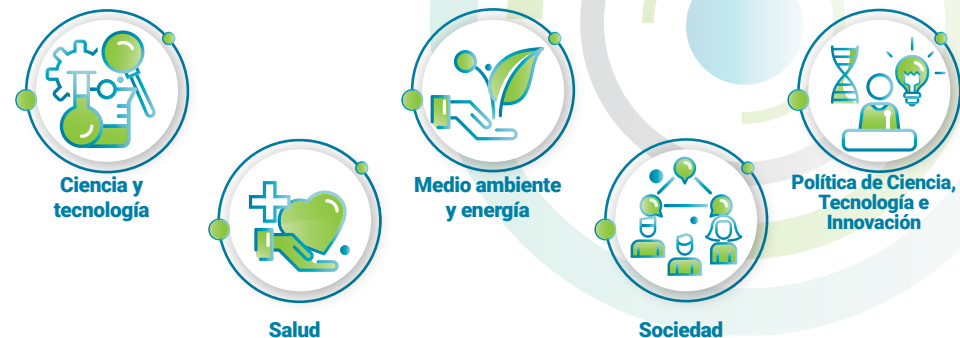 Ciencia y
tecnología
Salud
Medio ambiente
y energía
Sociedad
Política de Ciencia,
Tecnología e
Innovación